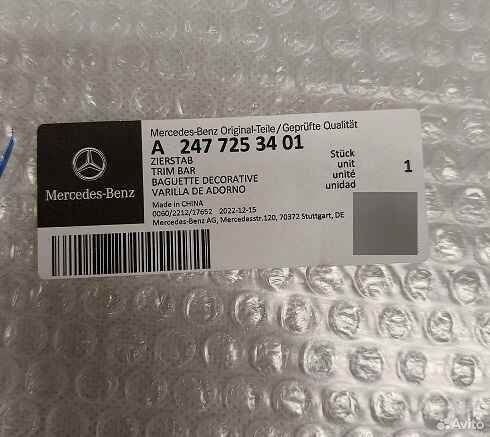 Mercedes-Benz Original-Teile/Geprüfte Qualität
A 247 725 34 01
ZIERSTAB
TRIM BAR
BAGUETTE DECORATIVE
VARILLA DE ADORNO
Stück
unit
unité
unidad
1
Made in CHINA
0060/2212/17652 2022-12-15
Mercedes-Benz AG, Mercedesstr.120, 70372 Stuttgart, DE
Mercedes-Benz
Avito